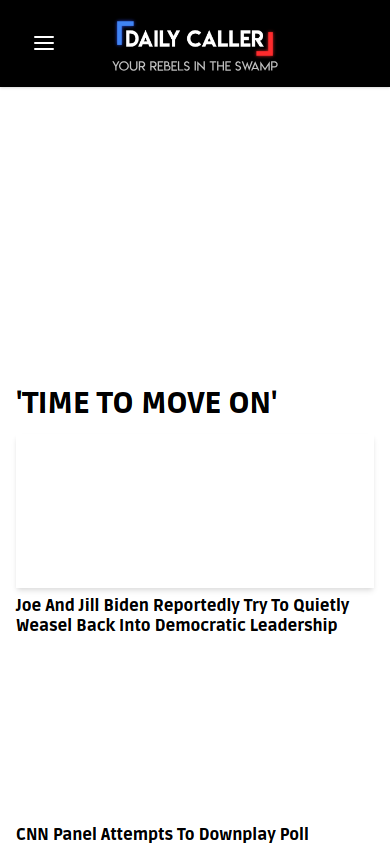 DAILY CALLER
YOUR REBELS IN THE SWAMP
'TIME TO MOVE ON'
Joe And Jill Biden Reportedly Try To Quietly
Weasel Back Into Democratic Leadership
CNN Panel Attempts To Downplay Poll